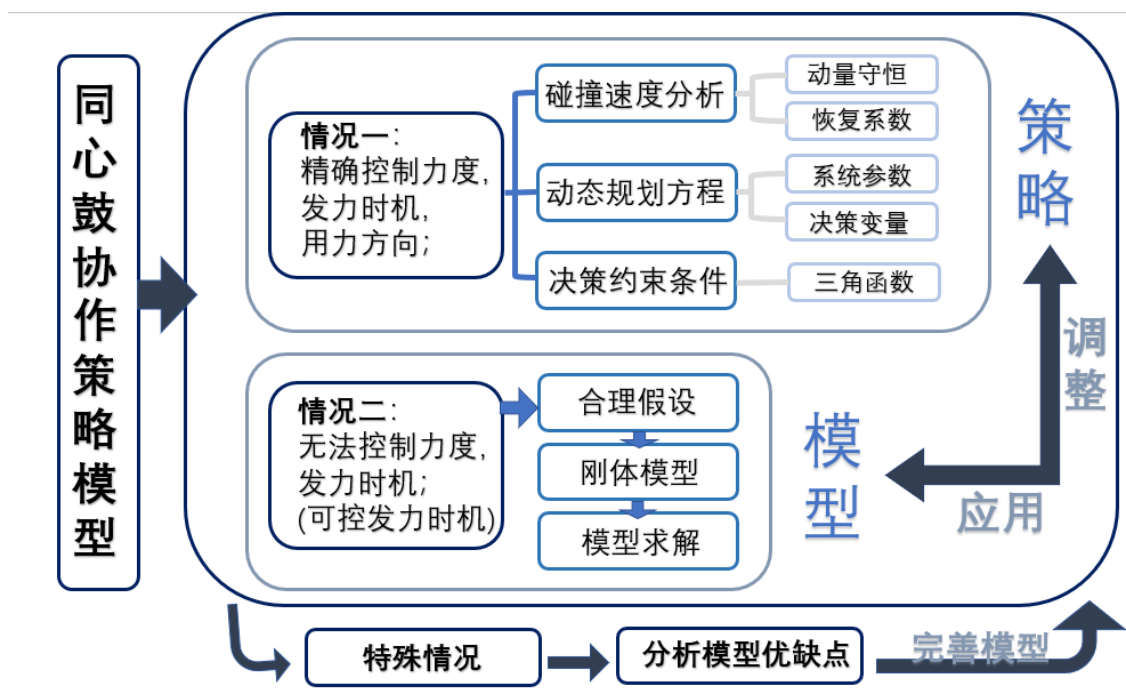 同心鼓协作策略模型
情况一：
精确控制力度，
发力时机，
用力方向；
碰撞速度分析
动量守恒
恢复系数
动态规划方程
系统参数
决策变量
决策约束条件
三角函数
策略
情况二：
无法控制力度，
发力时机；
(可控发力时机)
合理假设
刚体模型
模型求解
模型
调整
应用
特殊情况
分析模型优缺点
完善模型